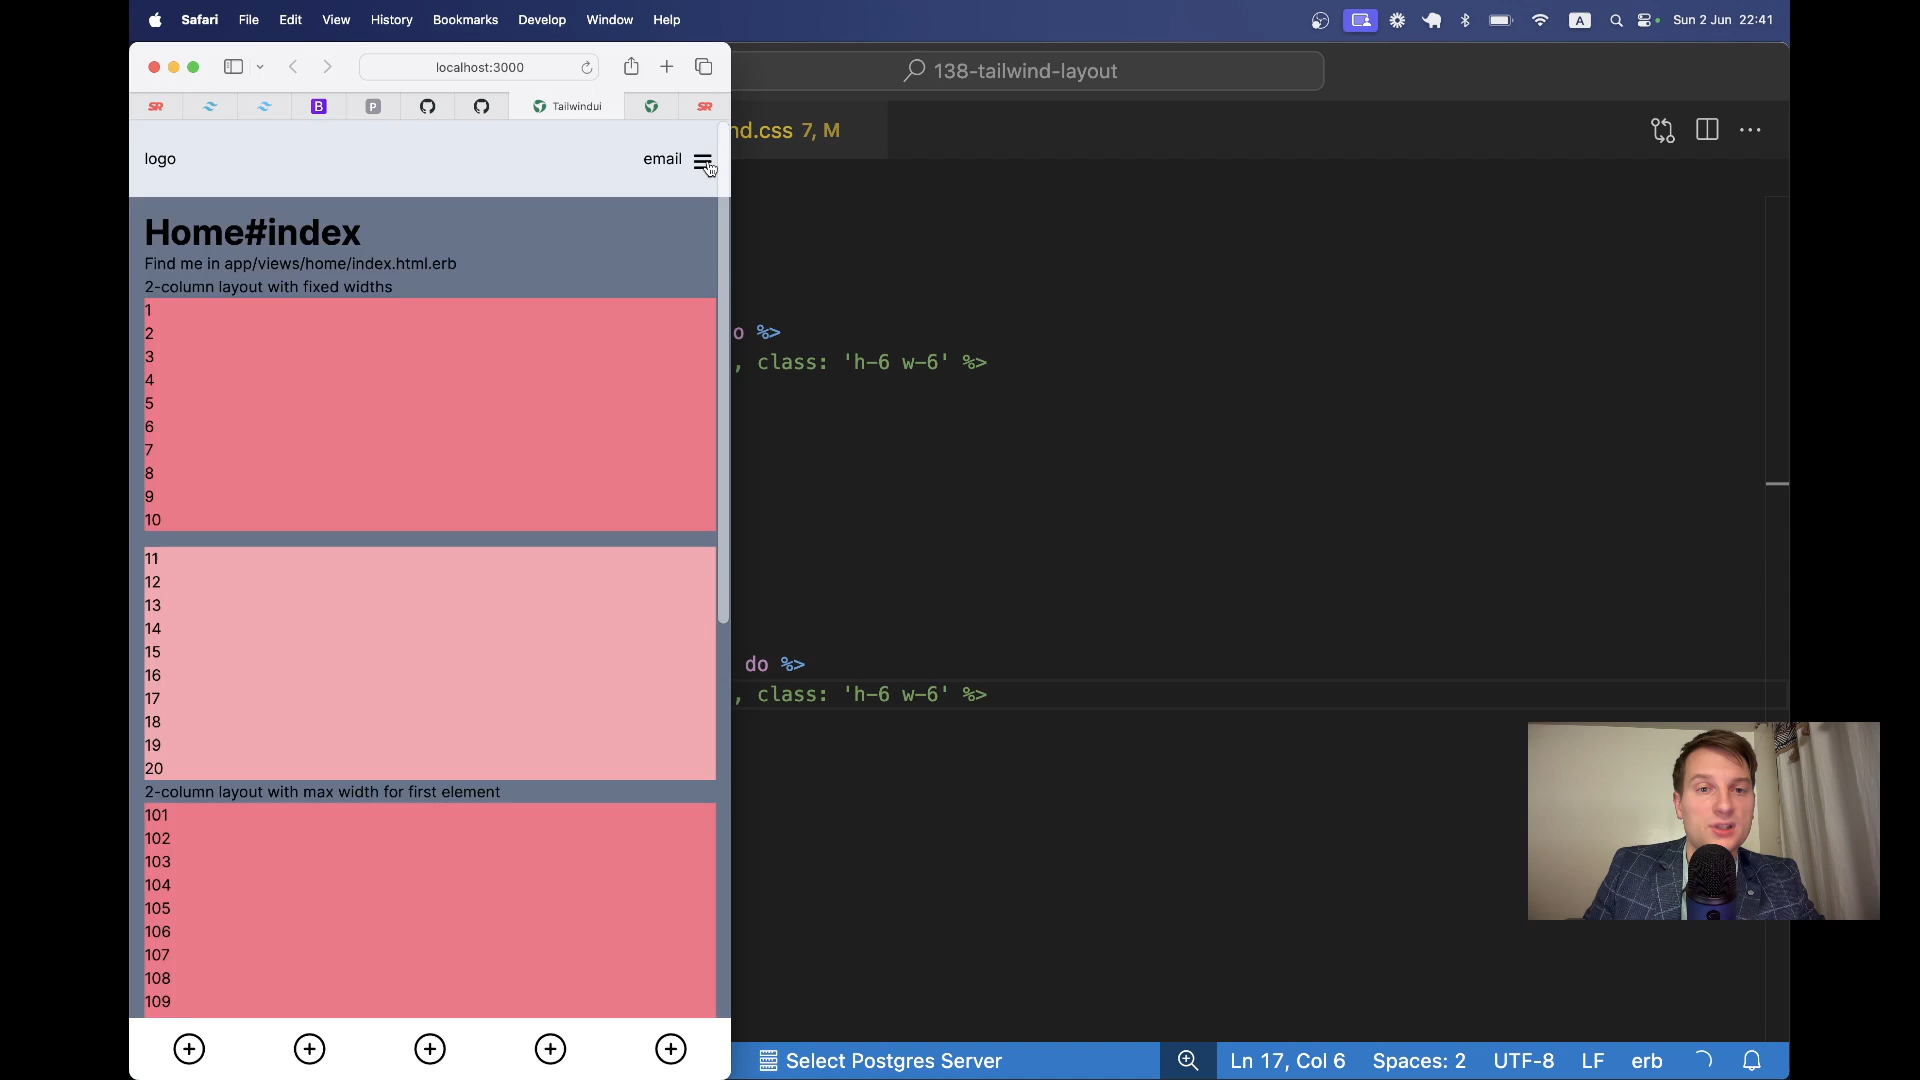 Safari File Edit View History Bookmarks Develop Window Help
A Sun 2 Jun 22:41
localhost:3000
138-tailwind-layout
SR B P Tailwindui SR
nd.css 7, M
logo
email
Home#index
Find me in app/views/home/index.html.erb
2-column layout with fixed widths
1
2
3
4
5
6
7
8
9
10
11
12
13
14
15
16
17
18
19
20
2-column layout with max width for first element
101
102
103
104
105
106
107
108
109
o %>
, class: 'h-6 w-6' %>
do %>
, class: 'h-6 w-6' %>
Select Postgres Server
Ln 17, Col 6 Spaces: 2 UTF-8 LF erb